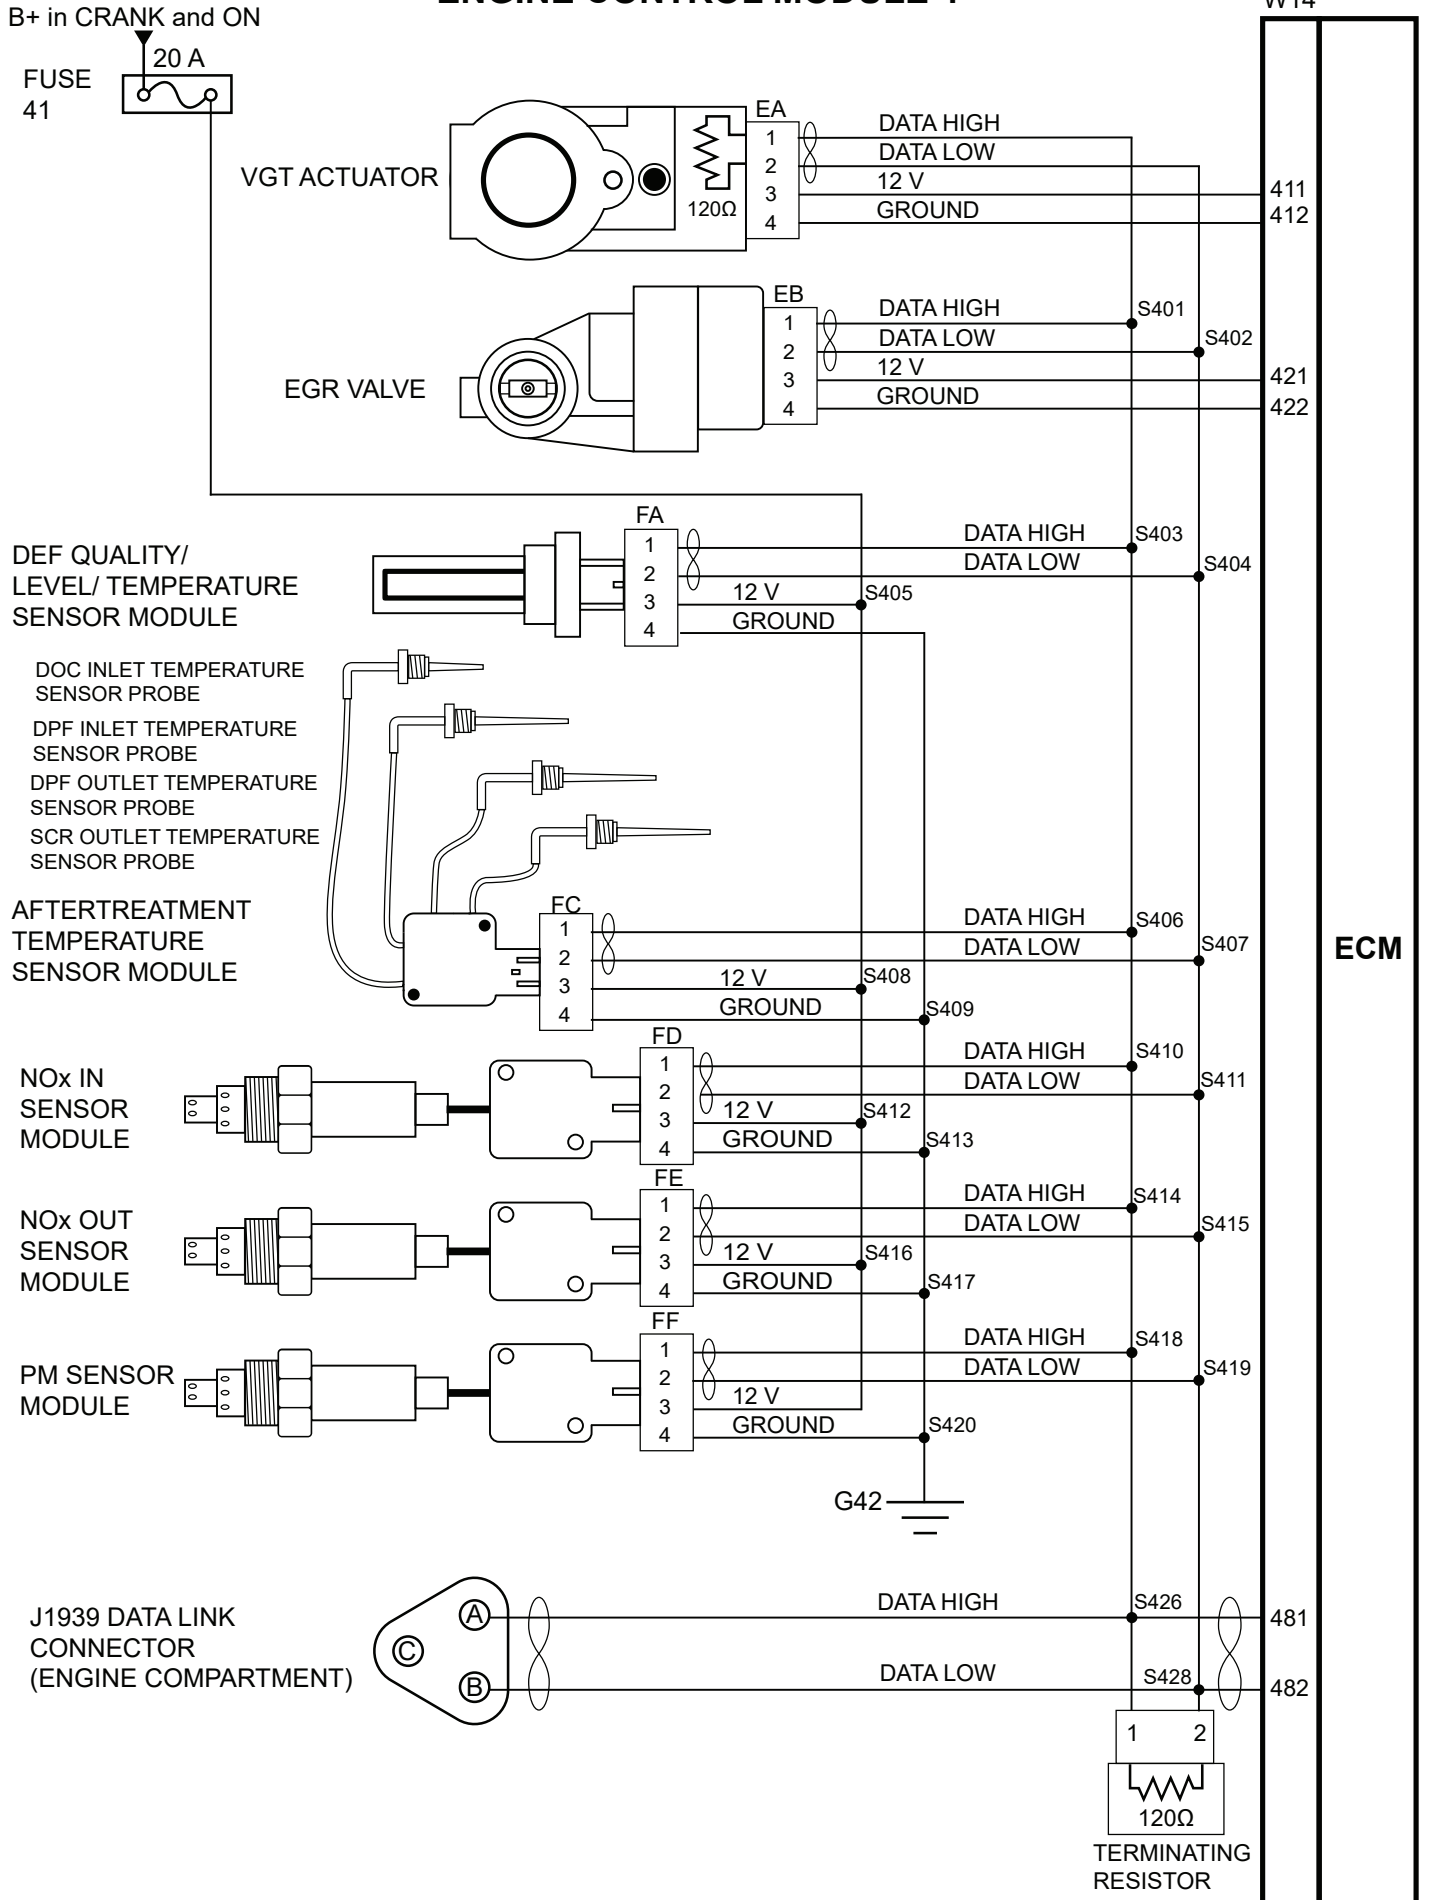 ENGINE CONTROL MODULE
W14
B+ in CRANK and ON
20 A
FUSE
41
VGT ACTUATOR
120Ω
EA
1
2
3
4
DATA HIGH
DATA LOW
12 V
GROUND
411
412
EGR VALVE
EB
1
2
3
4
DATA HIGH
DATA LOW
12 V
GROUND
S401
S402
421
422
DEF QUALITY/
LEVEL/ TEMPERATURE
SENSOR MODULE
FA
1
2
3
4
DATA HIGH
DATA LOW
12 V
GROUND
S403
S404
S405
DOC INLET TEMPERATURE
SENSOR PROBE
DPF INLET TEMPERATURE
SENSOR PROBE
DPF OUTLET TEMPERATURE
SENSOR PROBE
SCR OUTLET TEMPERATURE
SENSOR PROBE
AFTERTREATMENT
TEMPERATURE
SENSOR MODULE
FC
1
2
3
4
DATA HIGH
DATA LOW
12 V
GROUND
S406
S407
S408
S409
ECM
NOx IN
SENSOR
MODULE
FD
1
2
3
4
DATA HIGH
DATA LOW
12 V
GROUND
S410
S411
S412
S413
NOx OUT
SENSOR
MODULE
FE
1
2
3
4
DATA HIGH
DATA LOW
12 V
GROUND
S414
S415
S416
S417
PM SENSOR
MODULE
FF
1
2
3
4
DATA HIGH
DATA LOW
12 V
GROUND
S418
S419
S420
G42
J1939 DATA LINK
CONNECTOR
(ENGINE COMPARTMENT)
A
B
C
DATA HIGH
DATA LOW
S426
S428
481
482
1 2
120Ω
TERMINATING
RESISTOR